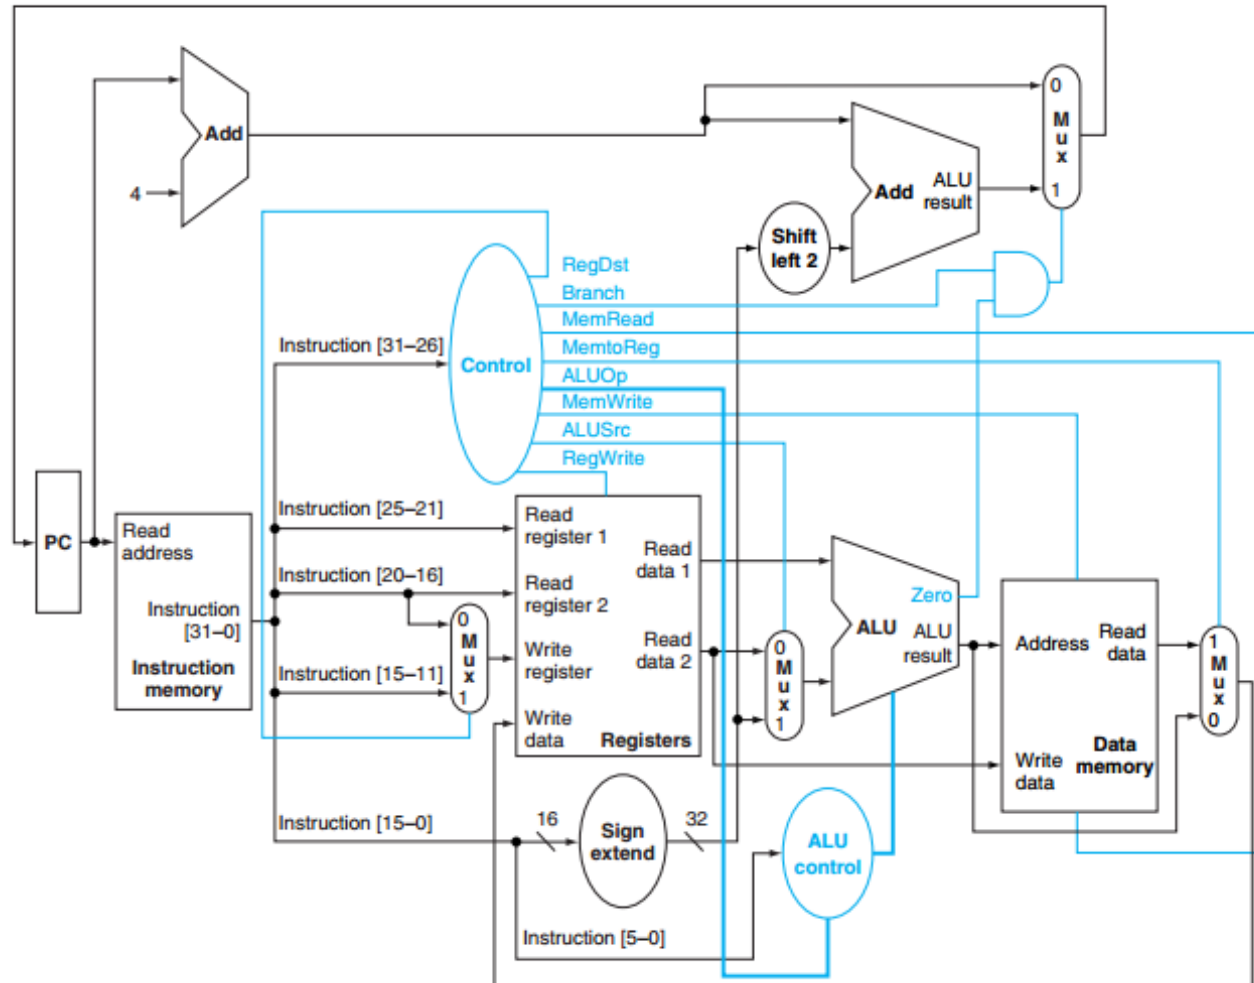 0
M
u
x
1
Add
4
Add
ALU
result
Shift
left 2
RegDst
Branch
MemRead
MemtoReg
ALUOp
MemWrite
ALUSrc
RegWrite
Control
Instruction [31–26]
Instruction [25–21]
Instruction [20–16]
Instruction [15–11]
Instruction [15–0]
Instruction [5–0]
PC
Read
address
Instruction
[31–0]
Instruction
memory
0
M
u
x
1
Read
register 1
Read
register 2
Write
register
Write
data
Read
data 1
Read
data 2
Registers
0
M
u
x
1
Zero
ALU
ALU
result
Address
Read
data
Write
data
Data
memory
1
M
u
x
0
16
Sign
extend
32
ALU
control